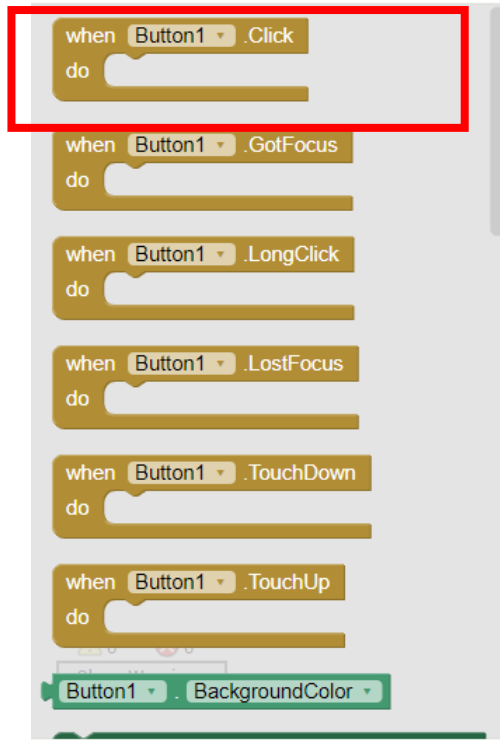 when Button1 .Click
do
when Button1 .GotFocus
do
when Button1 .LongClick
do
when Button1 .LostFocus
do
when Button1 .TouchDown
do
when Button1 .TouchUp
do
Button1 . BackgroundColor